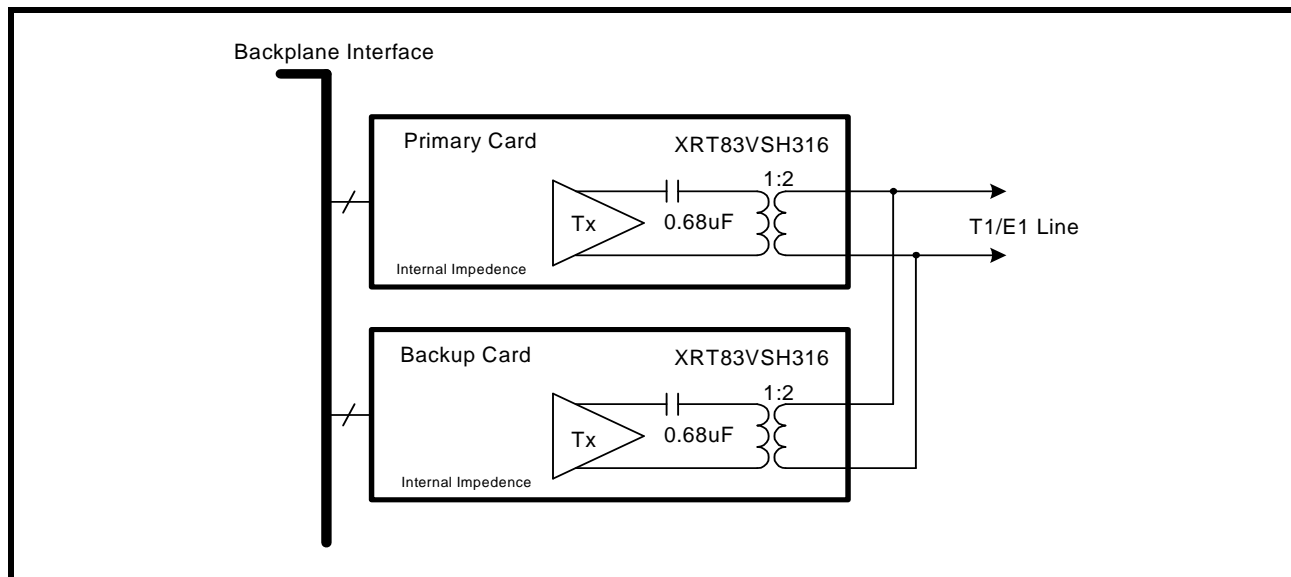 Backplane Interface
Primary Card
XRT83VSH316
1:2
Tx
0.68uF
Internal Impedence
T1/E1 Line
Backup Card
XRT83VSH316
1:2
Tx
0.68uF
Internal Impedence